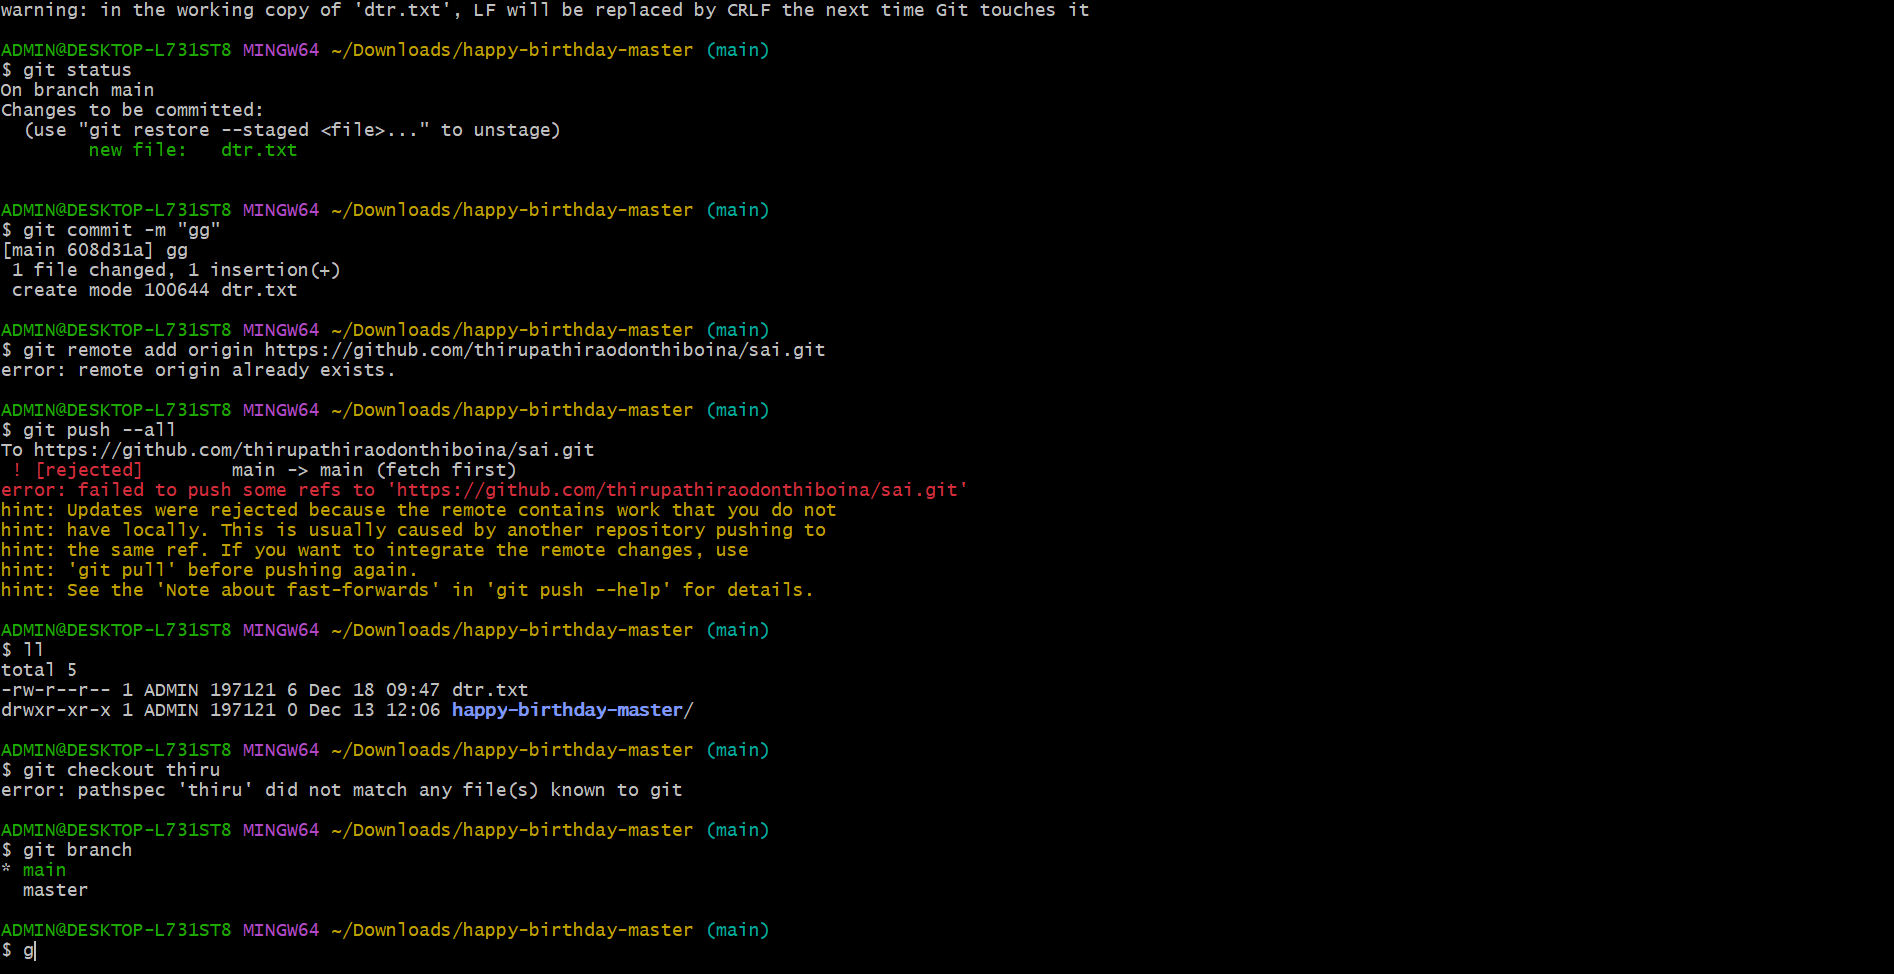 warning: in the working copy of 'dtr.txt', LF will be replaced by CRLF the next time Git touches it
ADMIN@DESKTOP-L731ST8 MINGW64 ~/Downloads/happy-birthday-master (main)
$ git status
On branch main
Changes to be committed:
  (use "git restore --staged <file>..." to unstage)
        new file:   dtr.txt
ADMIN@DESKTOP-L731ST8 MINGW64 ~/Downloads/happy-birthday-master (main)
$ git commit -m "gg"
[main 608d31a] gg
 1 file changed, 1 insertion(+)
 create mode 100644 dtr.txt
ADMIN@DESKTOP-L731ST8 MINGW64 ~/Downloads/happy-birthday-master (main)
$ git remote add origin https://github.com/thirupathiraodonthiboina/sai.git
error: remote origin already exists.
ADMIN@DESKTOP-L731ST8 MINGW64 ~/Downloads/happy-birthday-master (main)
$ git push --all
To https://github.com/thirupathiraodonthiboina/sai.git
 ! [rejected]        main -> main (fetch first)
error: failed to push some refs to 'https://github.com/thirupathiraodonthiboina/sai.git'
hint: Updates were rejected because the remote contains work that you do not
hint: have locally. This is usually caused by another repository pushing to
hint: the same ref. If you want to integrate the remote changes, use
hint: 'git pull' before pushing again.
hint: See the 'Note about fast-forwards' in 'git push --help' for details.
ADMIN@DESKTOP-L731ST8 MINGW64 ~/Downloads/happy-birthday-master (main)
$ ll
total 5
-rw-r--r-- 1 ADMIN 197121 6 Dec 18 09:47 dtr.txt
drwxr-xr-x 1 ADMIN 197121 0 Dec 13 12:06 happy-birthday-master/
ADMIN@DESKTOP-L731ST8 MINGW64 ~/Downloads/happy-birthday-master (main)
$ git checkout thiru
error: pathspec 'thiru' did not match any file(s) known to git
ADMIN@DESKTOP-L731ST8 MINGW64 ~/Downloads/happy-birthday-master (main)
$ git branch
* main
  master
ADMIN@DESKTOP-L731ST8 MINGW64 ~/Downloads/happy-birthday-master (main)
$ g